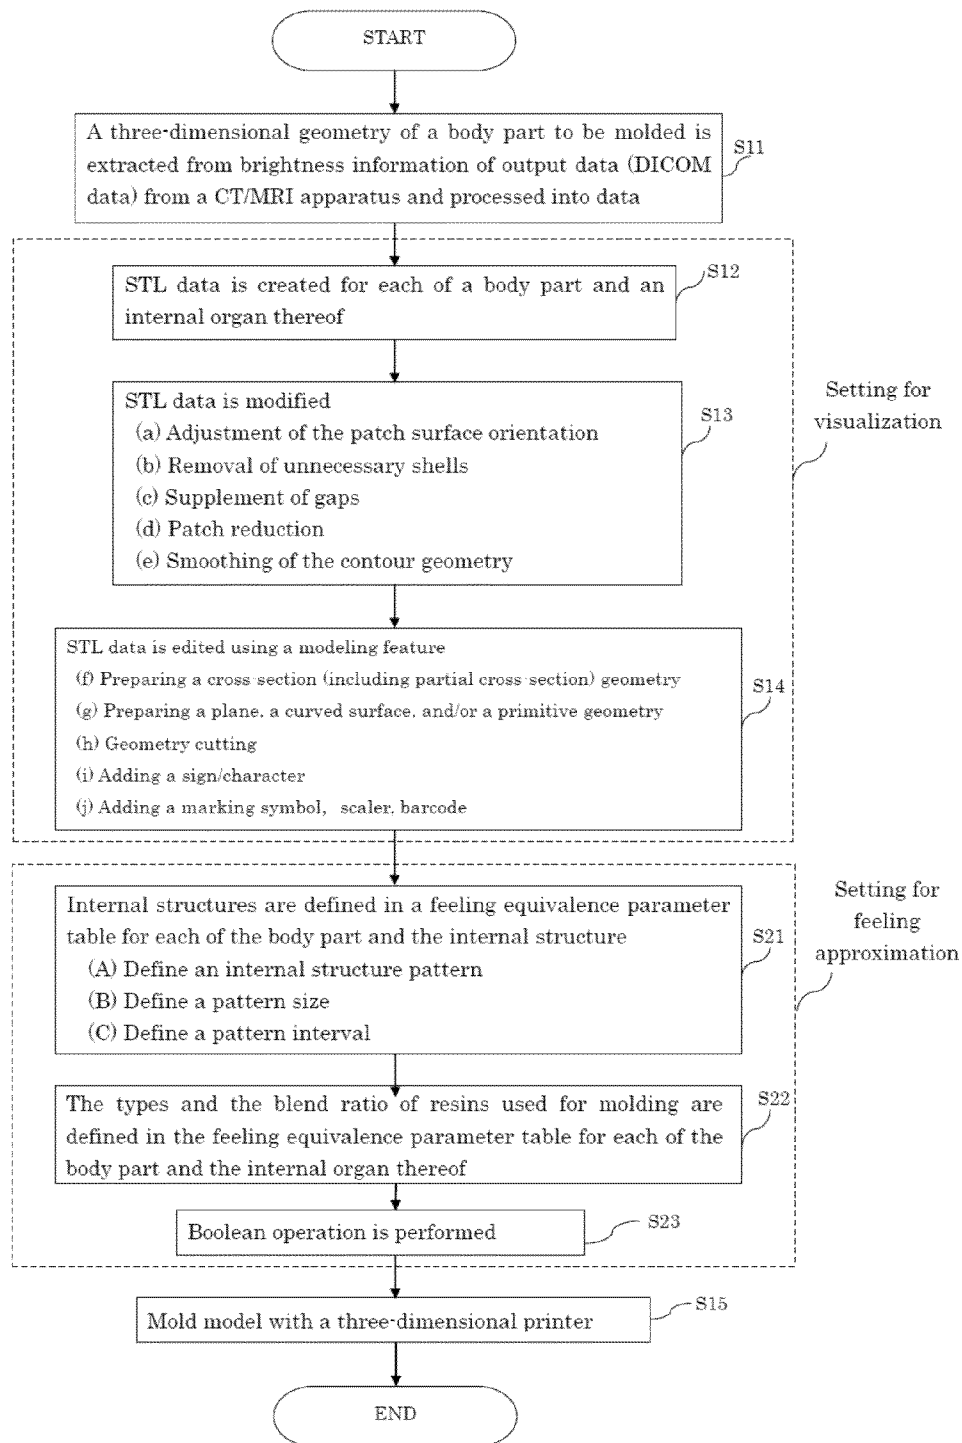 START
A three-dimensional geometry of a body part to be molded is
extracted from brightness information of output data (DICOM
data) from a CT/MRI apparatus and processed into data
S11
STL data is created for each of a body part and an
internal organ thereof
S12
STL data is modified
(a) Adjustment of the patch surface orientation
(b) Removal of unnecessary shells
(c) Supplement of gaps
(d) Patch reduction
(e) Smoothing of the contour geometry
S13
Setting for
visualization
STL data is edited using a modeling feature
(f) Preparing a cross section (including partial cross section) geometry
(g) Preparing a plane, a curved surface, and/or a primitive geometry
(h) Geometry cutting
(i) Adding a sign/character
(j) Adding a marking symbol, scaler, barcode
S14
Internal structures are defined in a feeling equivalence parameter
table for each of the body part and the internal structure
(A) Define an internal structure pattern
(B) Define a pattern size
(C) Define a pattern interval
S21
Setting for
feeling
approximation
The types and the blend ratio of resins used for molding are
defined in the feeling equivalence parameter table for each of the
body part and the internal organ thereof
S22
Boolean operation is performed
S23
Mold model with a three-dimensional printer
S15
END